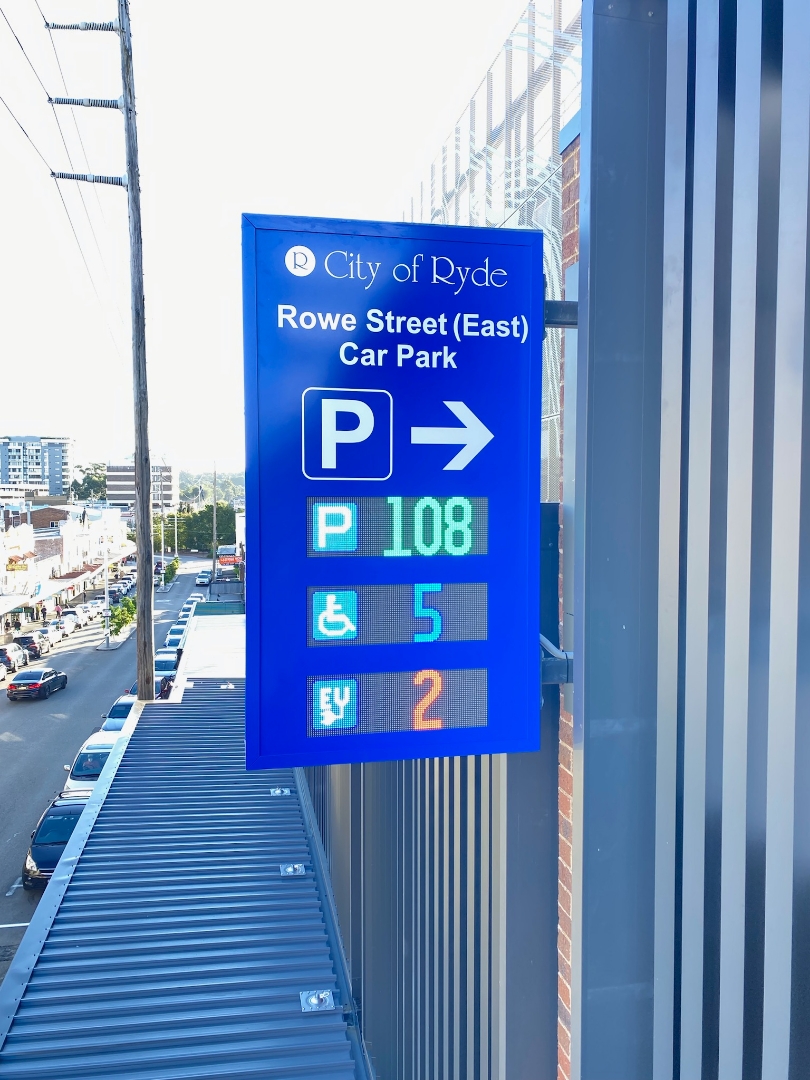 R City of Ryde
Rowe Street (East)
Car Park
P
P 108
5
EV 2